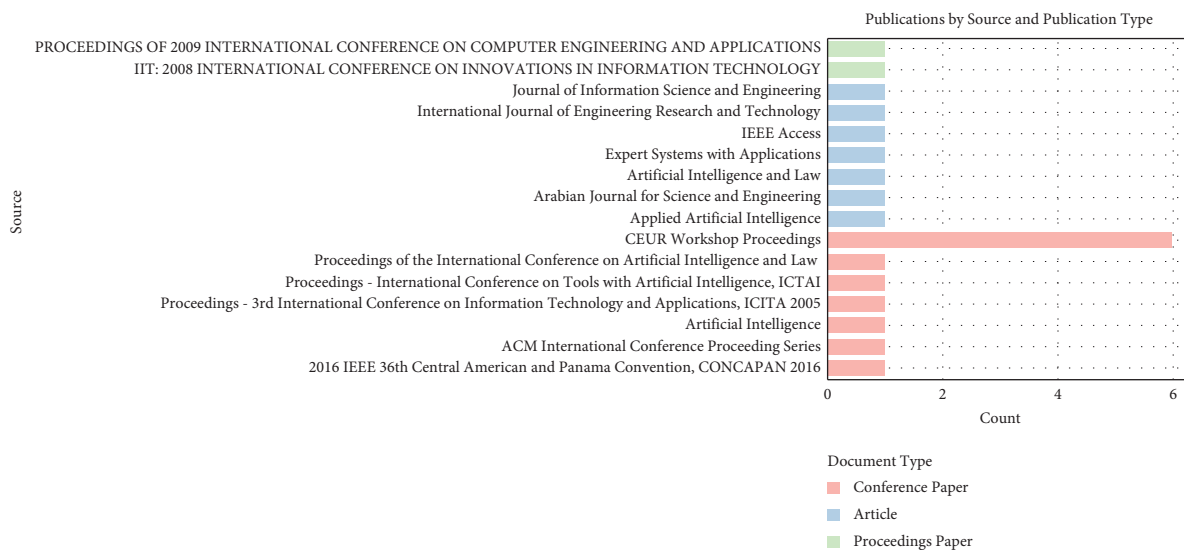 Publications by Source and Publication Type
PROCEEDINGS OF 2009 INTERNATIONAL CONFERENCE ON COMPUTER ENGINEERING AND APPLICATIONS
IIT: 2008 INTERNATIONAL CONFERENCE ON INNOVATIONS IN INFORMATION TECHNOLOGY
Journal of Information Science and Engineering
International Journal of Engineering Research and Technology
IEEE Access
Expert Systems with Applications
Artificial Intelligence and Law
Arabian Journal for Science and Engineering
Applied Artificial Intelligence
CEUR Workshop Proceedings
Proceedings of the International Conference on Artificial Intelligence and Law
Proceedings - International Conference on Tools with Artificial Intelligence, ICTAI
Proceedings - 3rd International Conference on Information Technology and Applications, ICITA 2005
Artificial Intelligence
ACM International Conference Proceeding Series
2016 IEEE 36th Central American and Panama Convention, CONCAPAN 2016
Source
0 2 4 6
Count
Document Type
Conference Paper
Article
Proceedings Paper